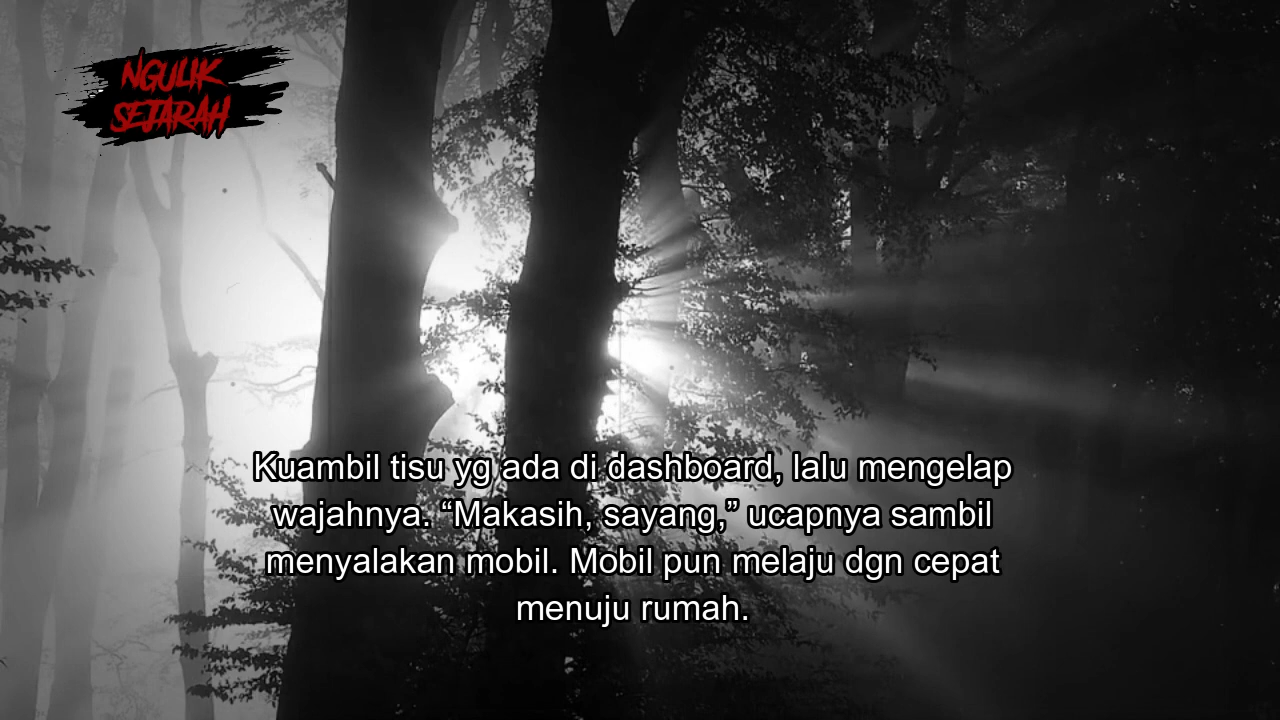 NGULIK
SEJARAH
Kuambil tisu yg ada di dashboard, lalu mengelap
wajahnya. “Makasih, sayang,” ucapnya sambil
menyalakan mobil. Mobil pun melaju dgn cepat
menuju rumah.